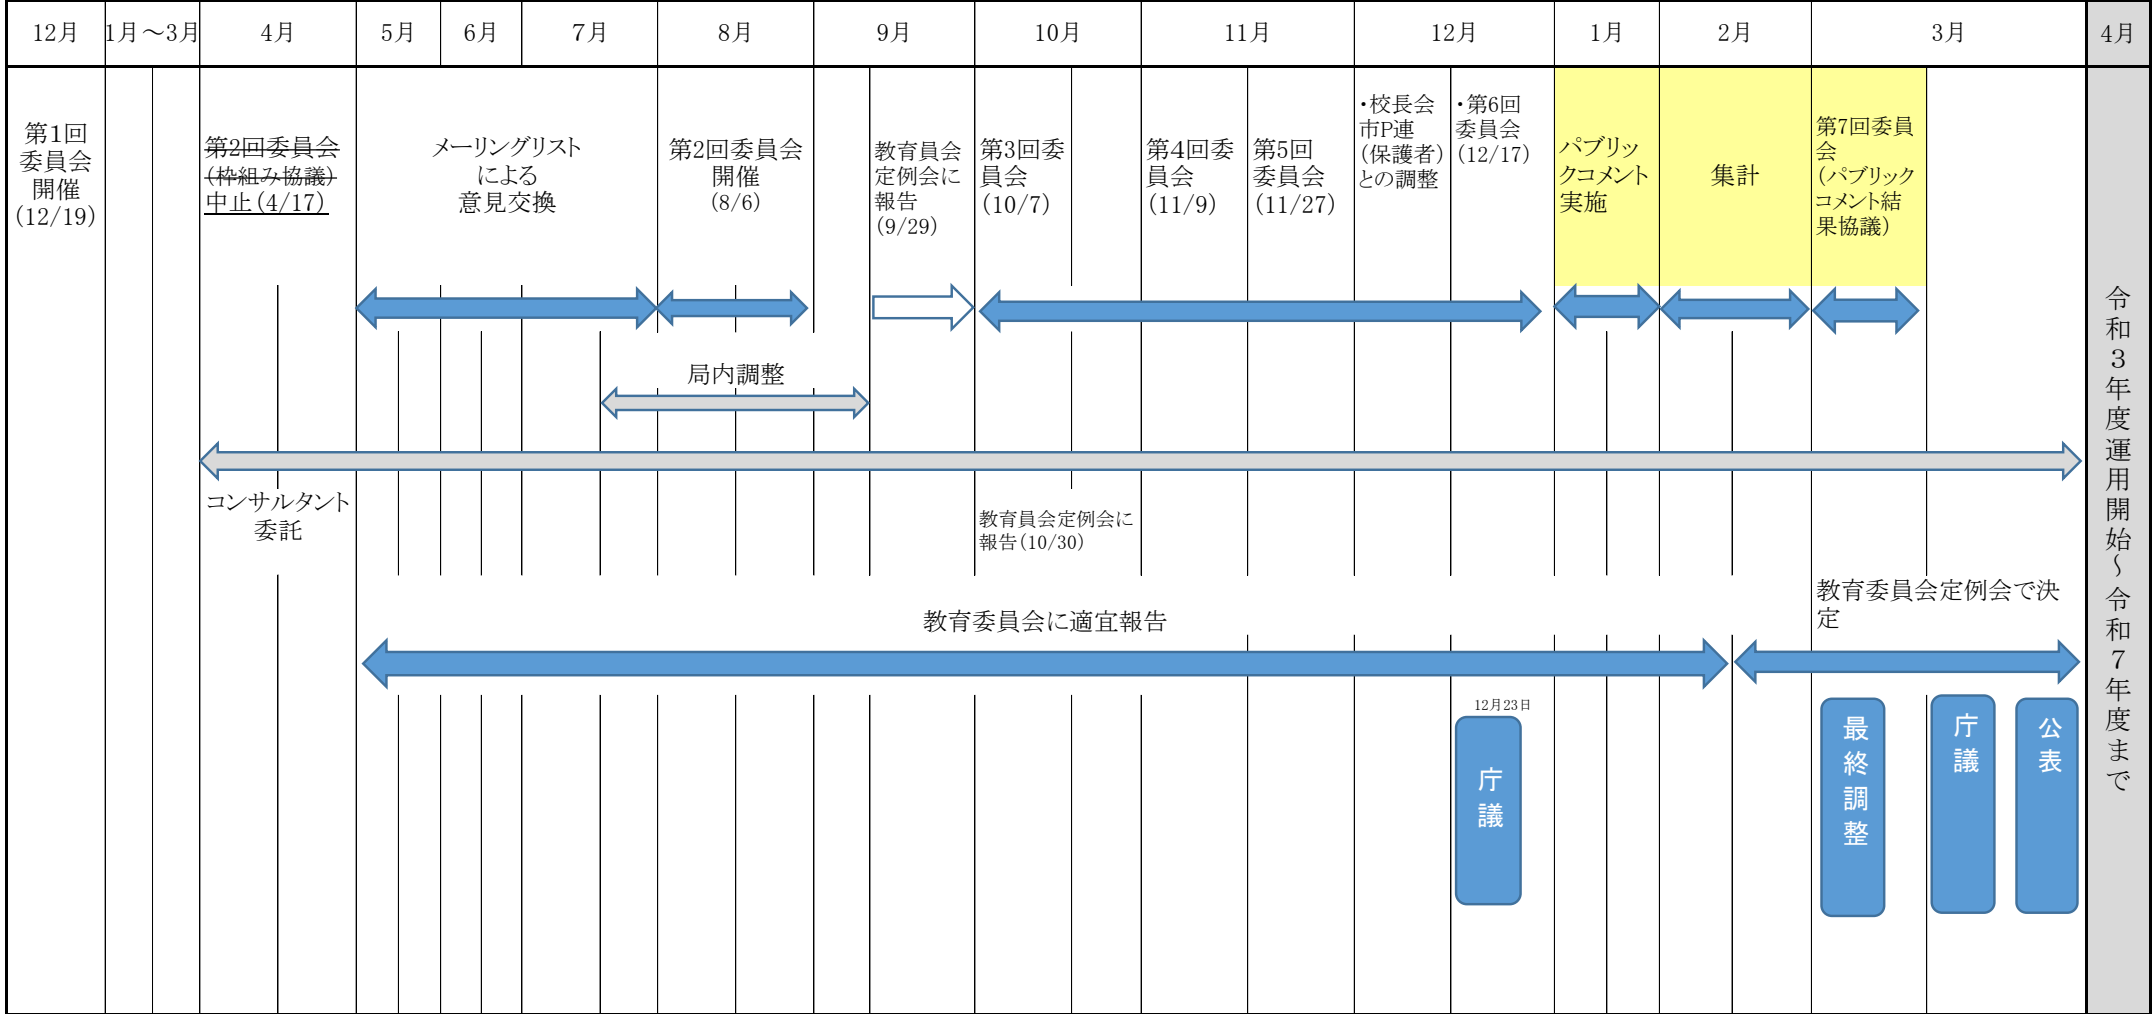 12月 1月～3月 4月 5月 6月 7月 8月 9月 10月 11月 12月 1月 2月 3月 4月
第1回
委員会
開催
(12/19)
第2回委員会
(枠組み協議)
中止(4/17)
メーリングリスト
による
意見交換
第2回委員会
開催
(8/6)
教育員会
定例会に
報告
(9/29)
第3回委
員会
(10/7)
第4回委
員会
(11/9)
第5回
委員会
(11/27)
・校長会
市P連
(保護者)
との調整
・第6回
委員会
(12/17)
パブリッ
クコメント
実施
集計
第7回委員
会
(パブリック
コメント結
果協議)
局内調整
コンサルタント
委託
教育員会定例会に
報告(10/30)
教育委員会に適宜報告
教育委員会定例会で決
定
12月23日
庁議
最終調整
庁議
公表
令和３年度運用開始～令和７年度まで